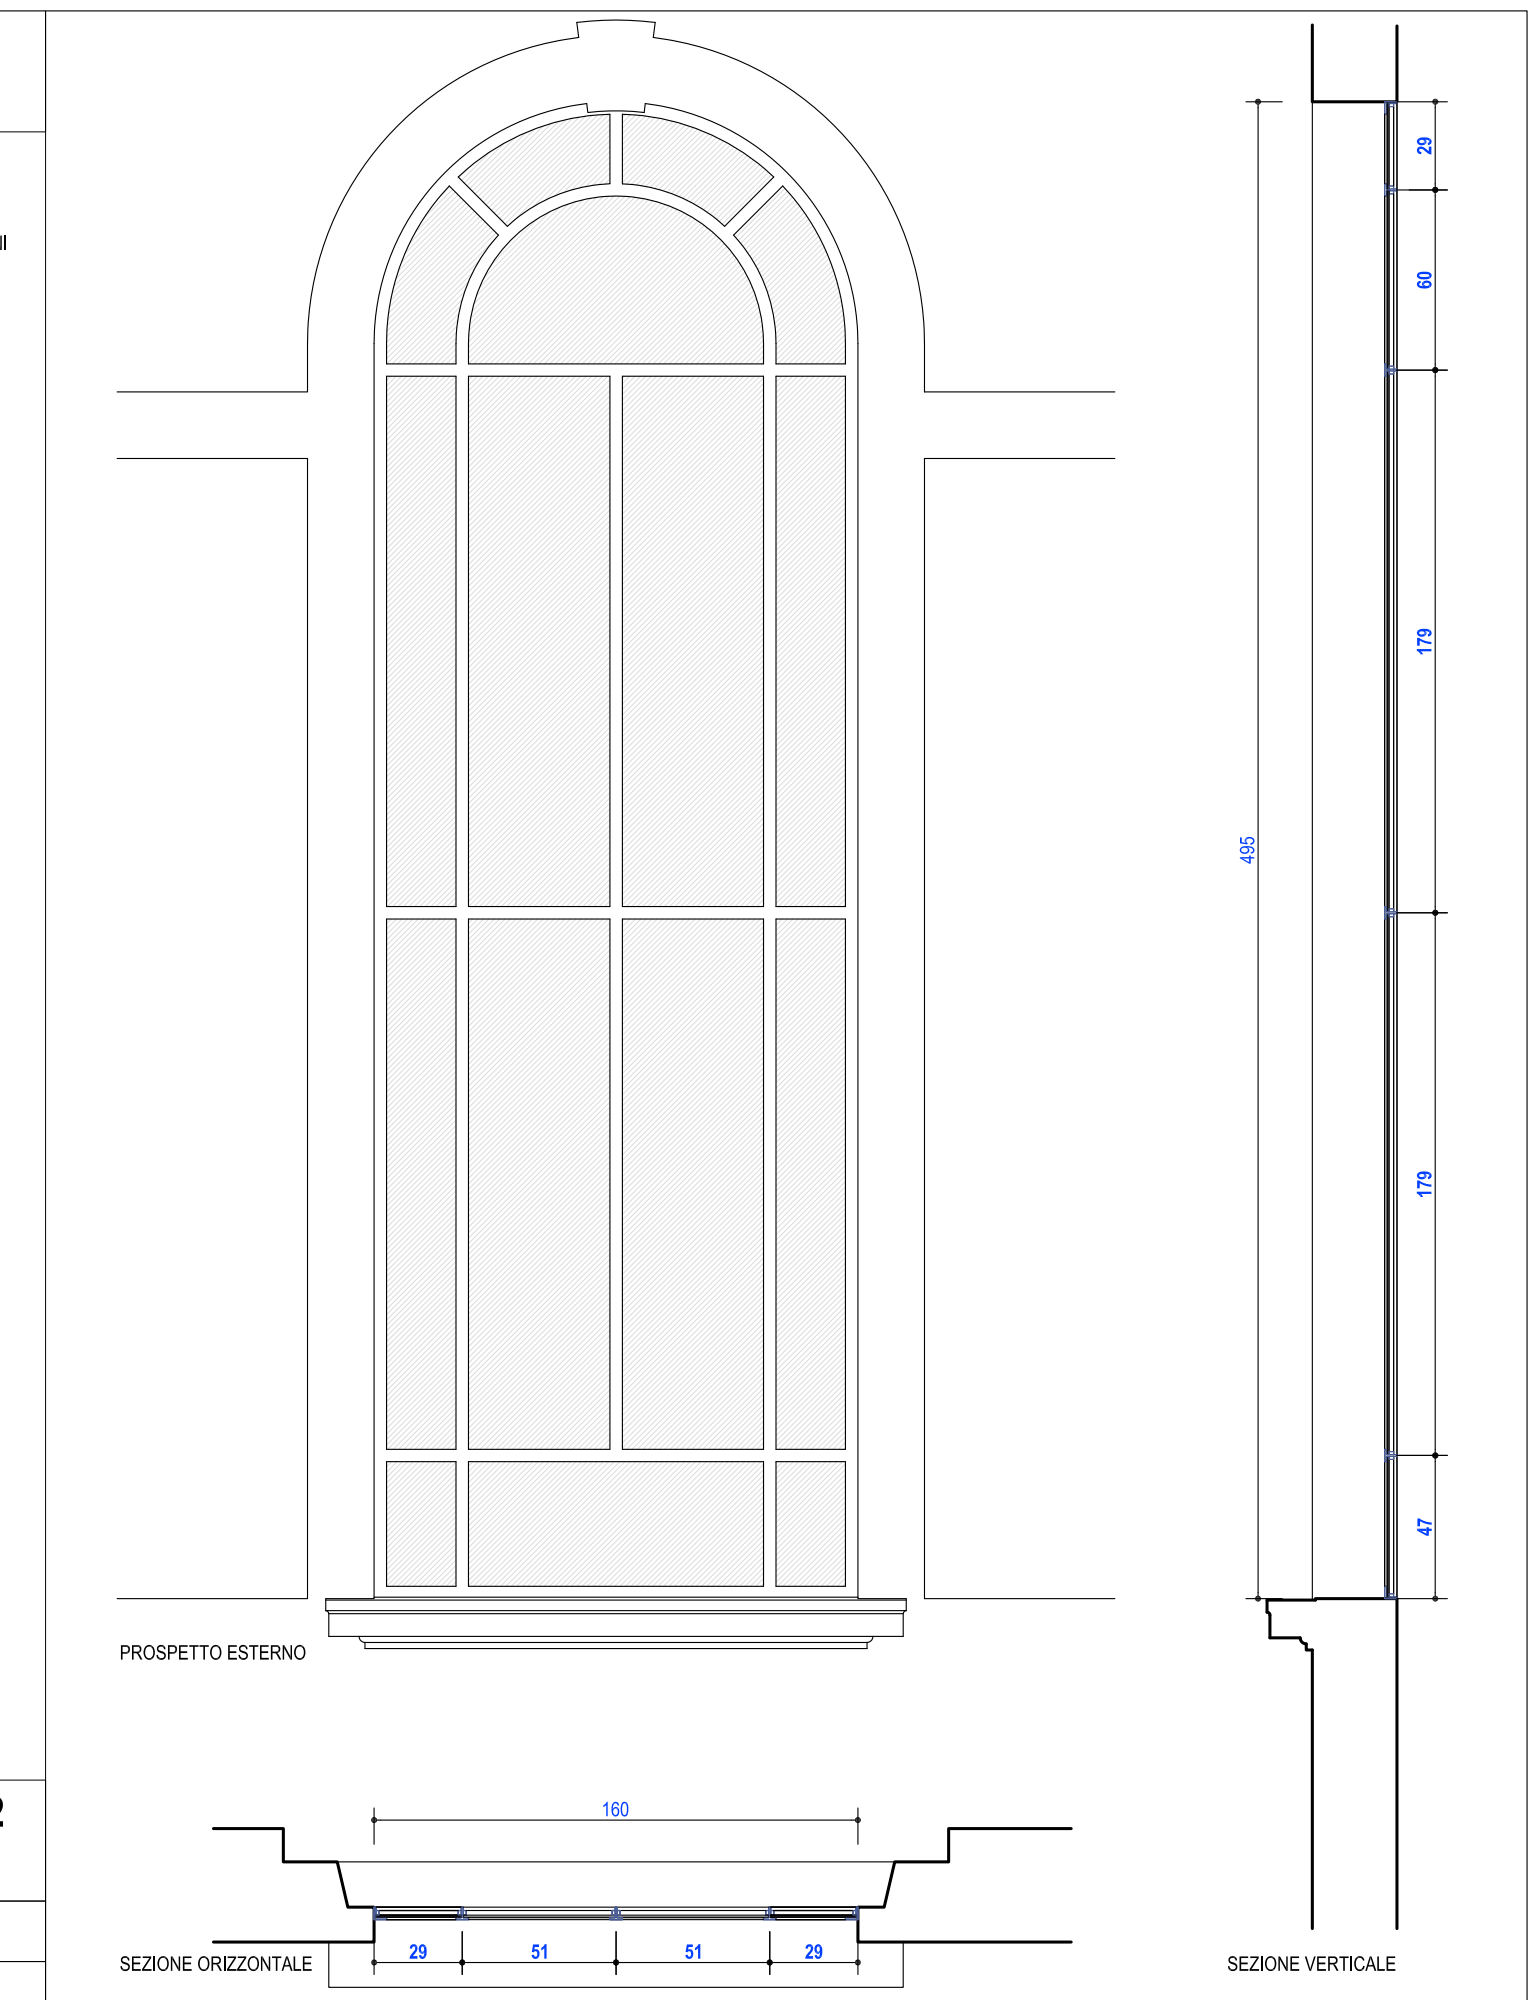 29
60
179
495
179
47
PROSPETTO ESTERNO
160
29 51 51 29
SEZIONE ORIZZONTALE
SEZIONE VERTICALE